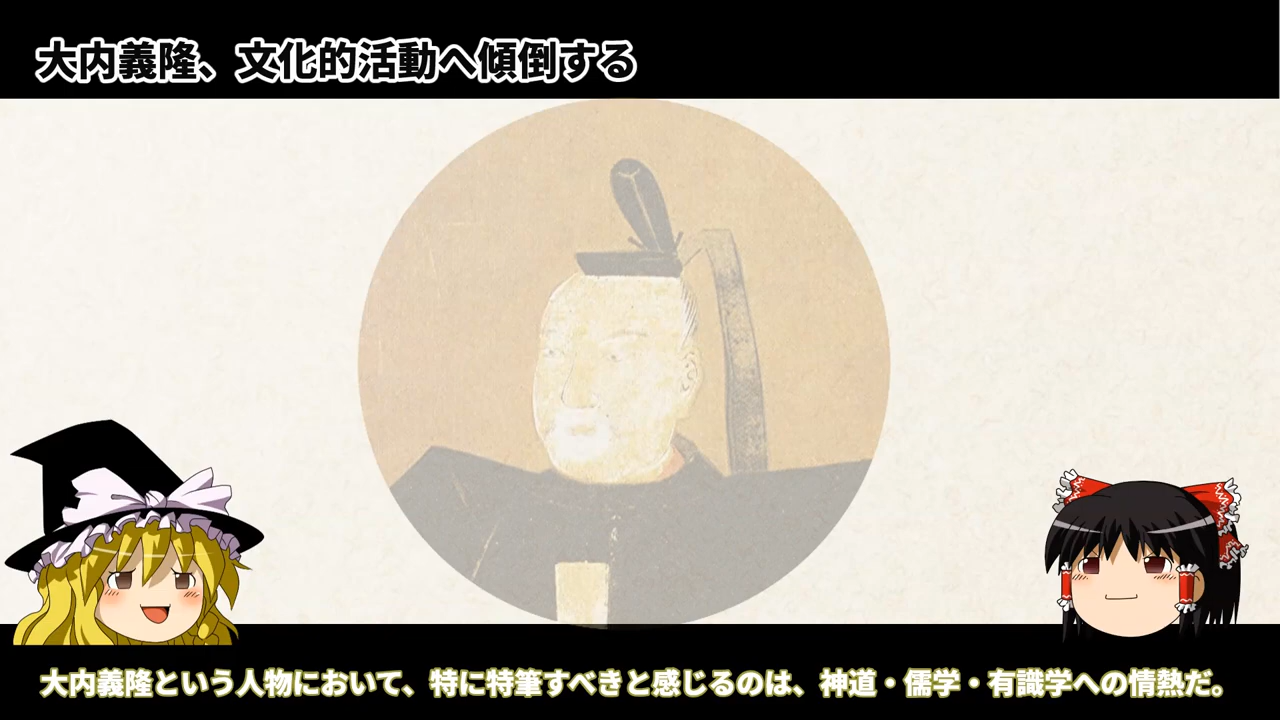 大内義隆、文化的活動へ傾倒する
大内義隆という人物において、特に特筆すべきと感じるのは、神道・儒学・有識学への情熱だ。